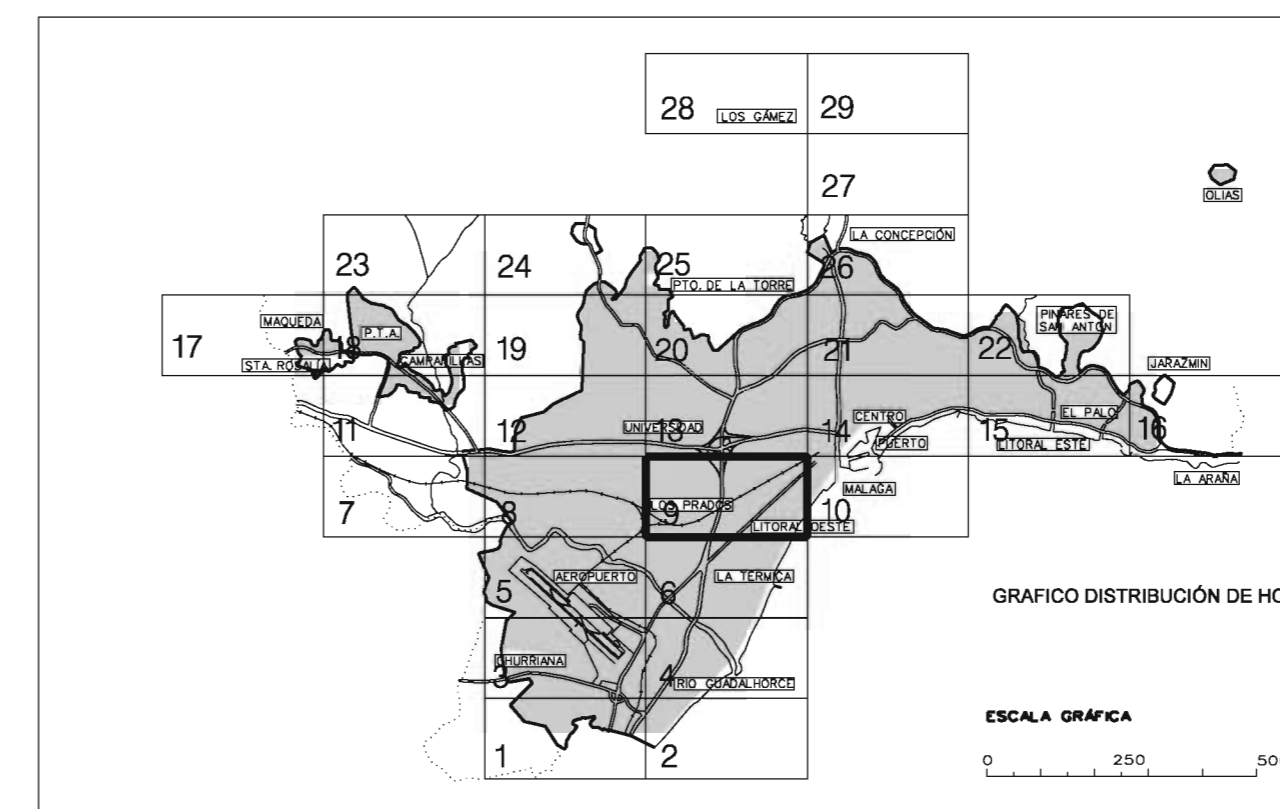 28 LOS GÁMEZ 29
27
OLIAS
LA CONCEPCIÓN
23 24 25 26
PTO. DE LA TORRE
MAQUEDA P.T.A. PINARES DE
SAN ANTÓN
17 18 19 20 21 22
STA. ROSALÍA CAMPANILLAS JARAZMIN
CENTRO EL PALO
11 12 UNIVERSIDAD 13 14 PUERTO 15 LITORAL ESTE 16
LA ARAÑA
MALAGA
7 8 LOS PRADOS 9 10
LITORAL OESTE
5 AEROPUERTO 6 LA TÉRMICA
GRAFICO DISTRIBUCIÓN DE HO
CHURRIANA
3 4 RIO GUADALHORCE
ESCALA GRÁFICA
1 2
0 250 500